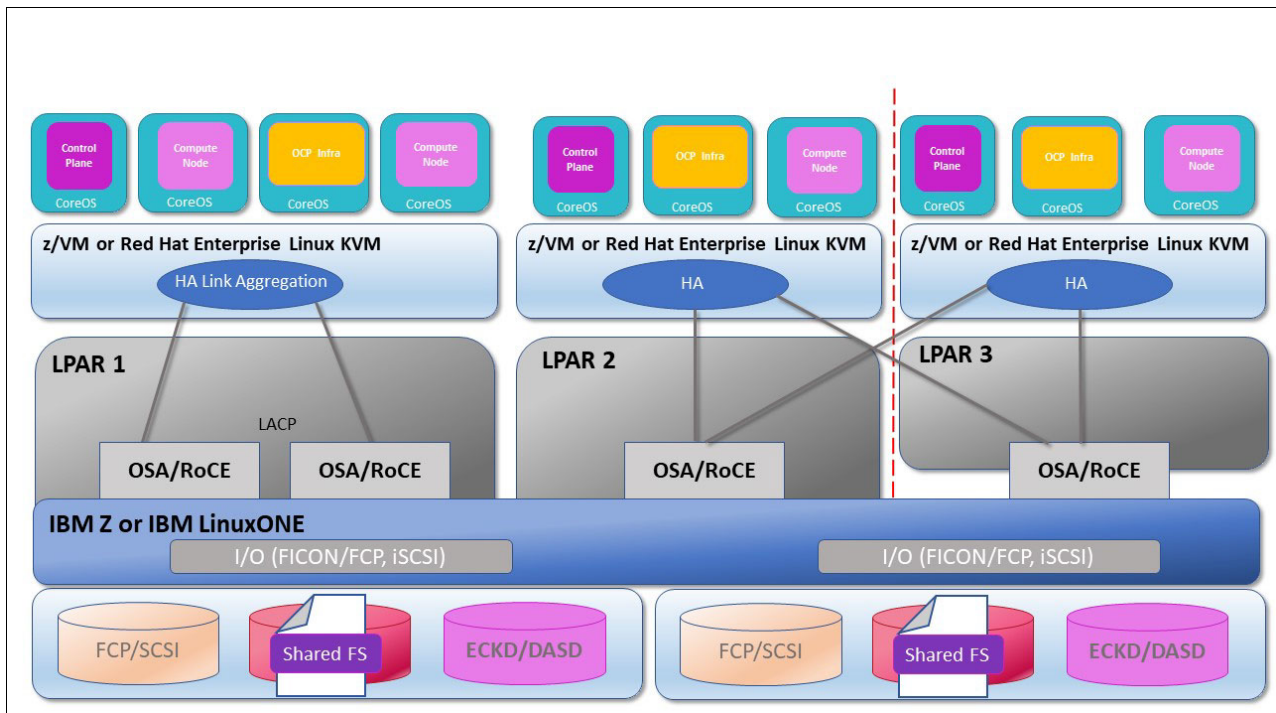 Control
Plane
CoreOS
Compute
Node
CoreOS
OCP Infra
CoreOS
Compute
Node
CoreOS
Control
Plane
CoreOS
OCP Infra
CoreOS
Compute
Node
CoreOS
Control
Plane
CoreOS
OCP Infra
CoreOS
Compute
Node
CoreOS
z/VM or Red Hat Enterprise Linux KVM
HA Link Aggregation
z/VM or Red Hat Enterprise Linux KVM
HA
z/VM or Red Hat Enterprise Linux KVM
HA
LPAR 1
LACP
OSA/RoCE
OSA/RoCE
LPAR 2
OSA/RoCE
LPAR 3
OSA/RoCE
IBM Z or IBM LinuxONE
I/O (FICON/FCP, iSCSI)
I/O (FICON/FCP, iSCSI)
FCP/SCSI
Shared FS
ECKD/DASD
FCP/SCSI
Shared FS
ECKD/DASD